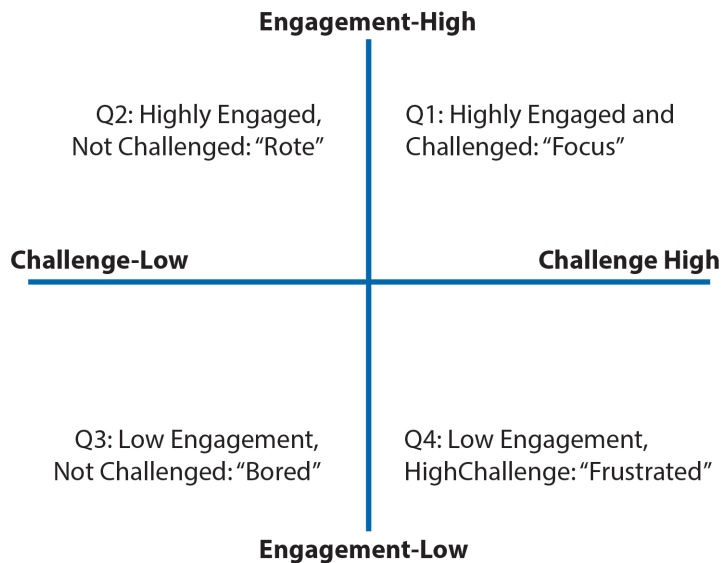 Engagement-High
Q2: Highly Engaged,
Not Challenged: “Rote”
Q1: Highly Engaged and
Challenged: “Focus”
Challenge-Low
Challenge High
Q3: Low Engagement,
Not Challenged: “Bored”
Q4: Low Engagement,
HighChallenge: “Frustrated”
Engagement-Low